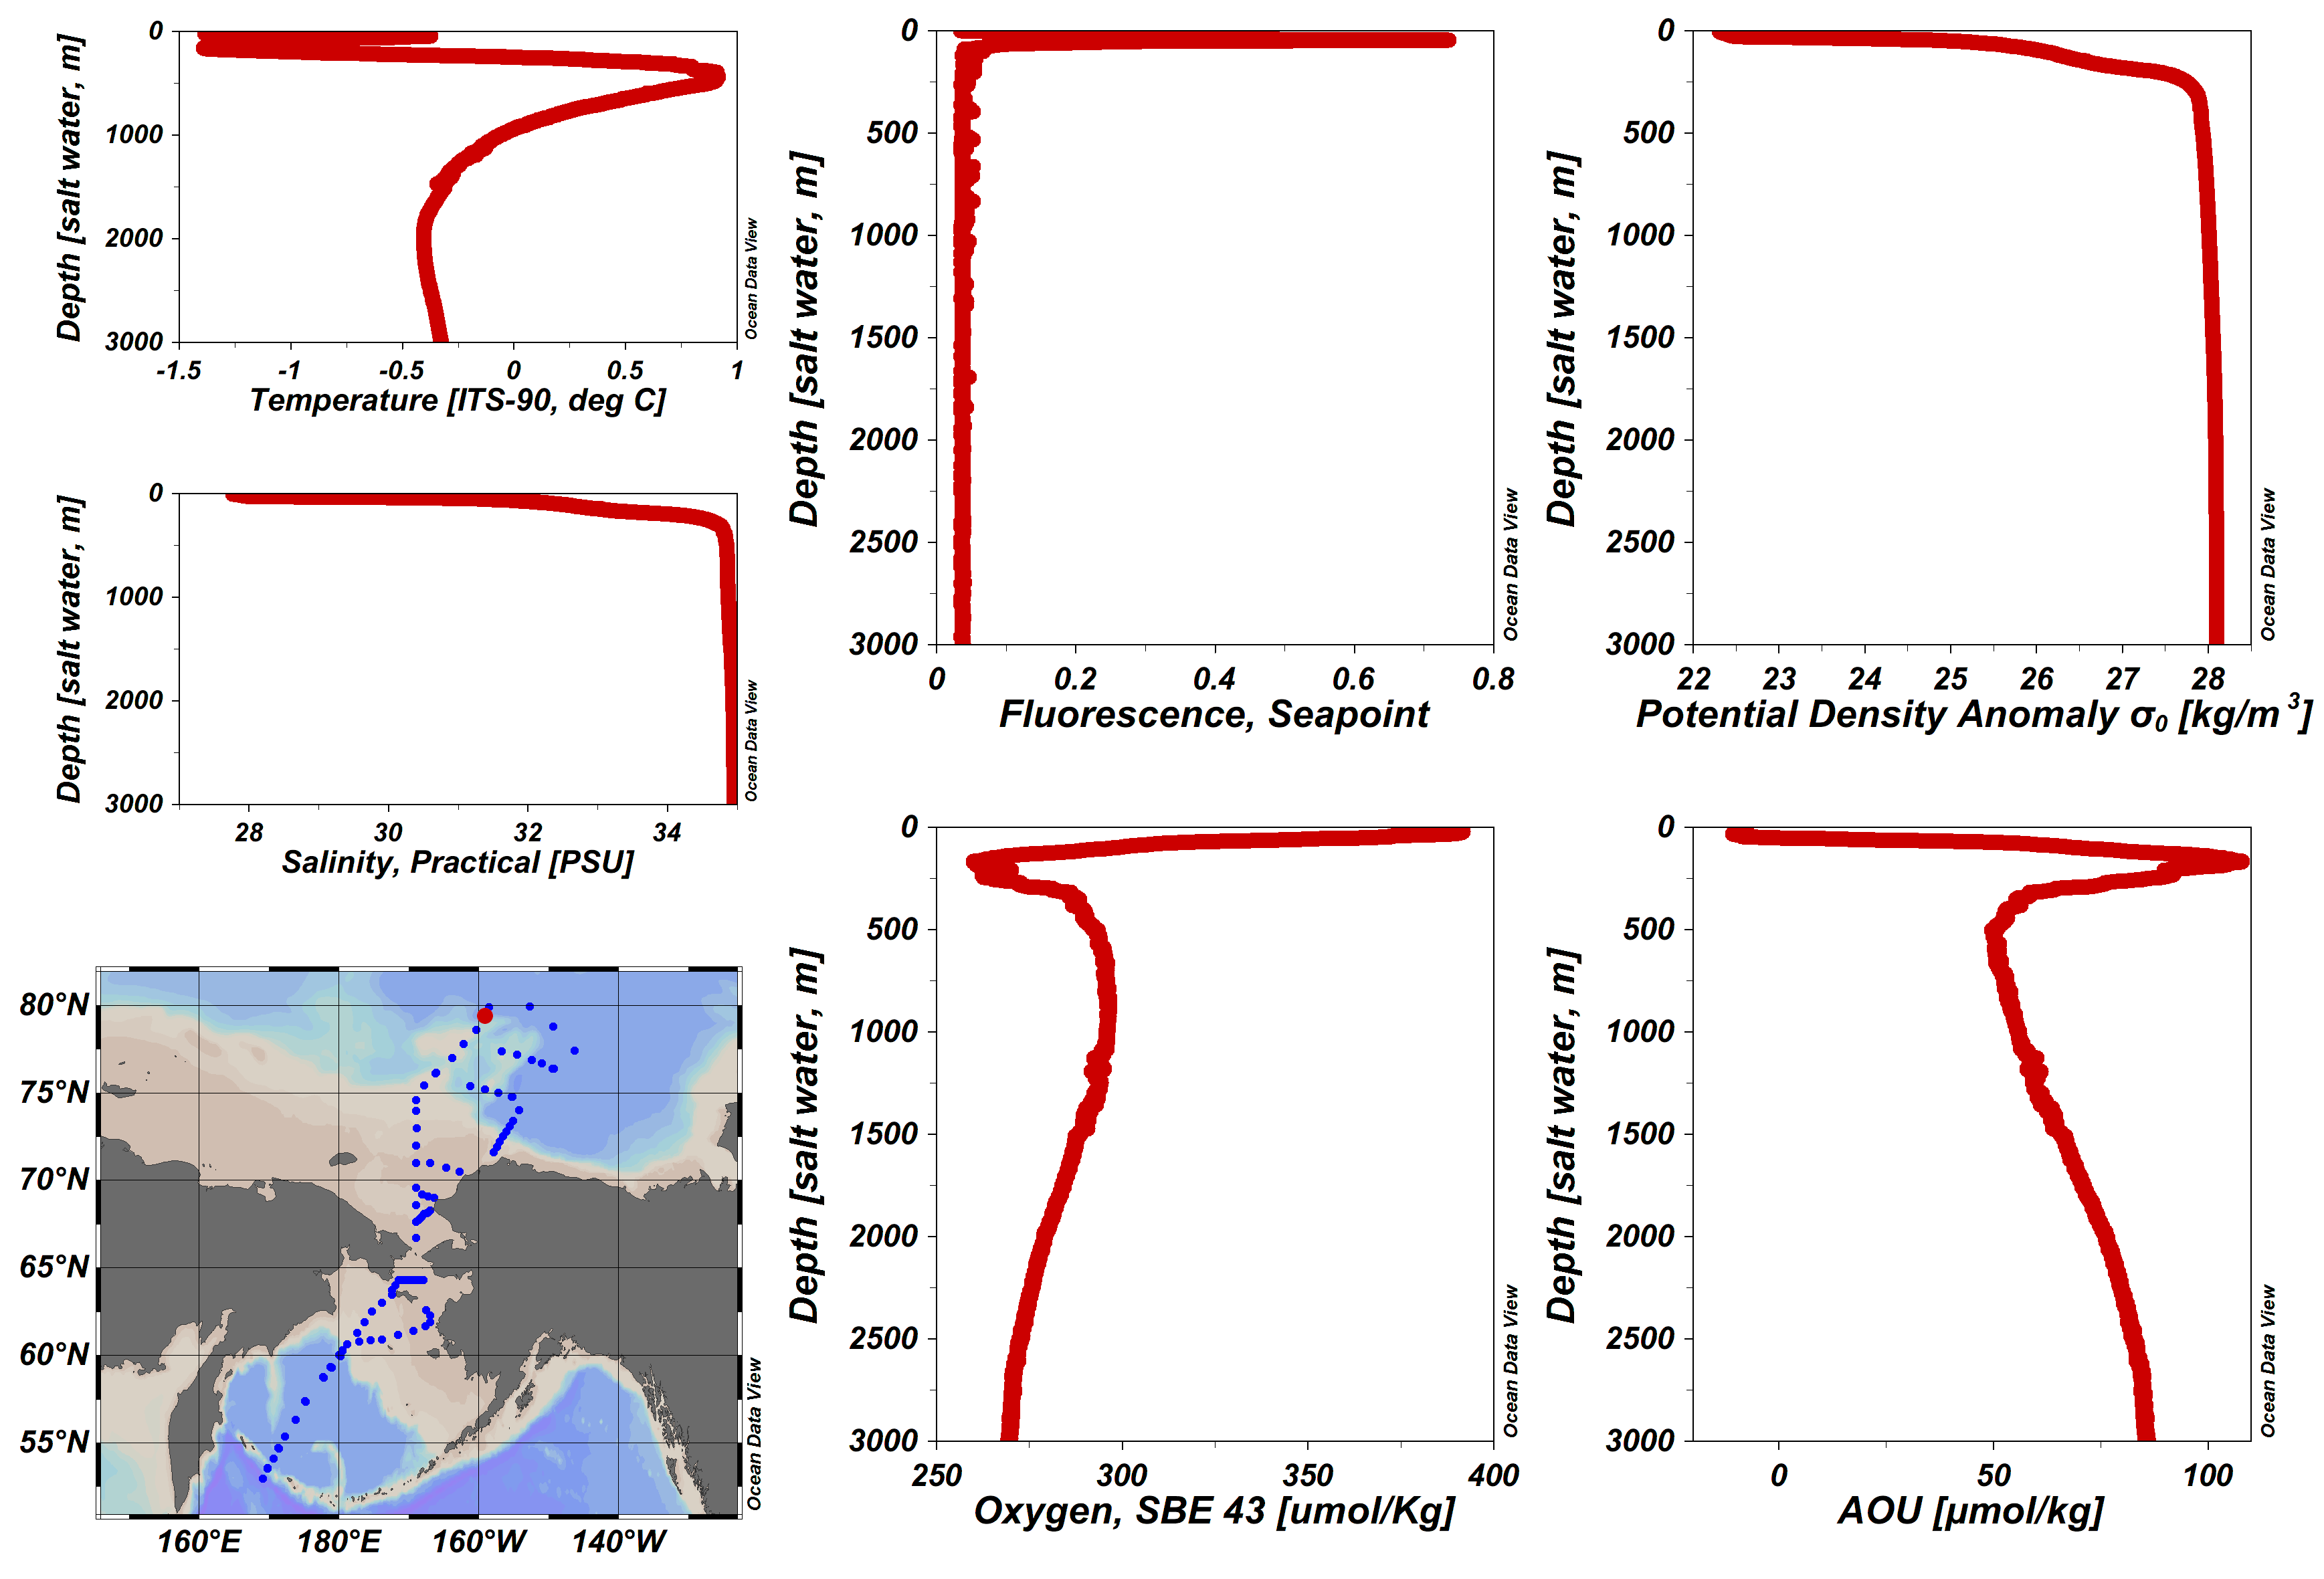 0
1000
2000
3000
-1.5 -1 -0.5 0 0.5 1
Depth [salt water, m]
Temperature [ITS-90, deg C]
Ocean Data View
0
1000
2000
3000
28 30 32 34
Depth [salt water, m]
Salinity, Practical [PSU]
Ocean Data View
80°N
75°N
70°N
65°N
60°N
55°N
160°E 180°E 160°W 140°W
Ocean Data View
0
500
1000
1500
2000
2500
3000
0 0.2 0.4 0.6 0.8
Depth [salt water, m]
Fluorescence, Seapoint
Ocean Data View
0
500
1000
1500
2000
2500
3000
250 300 350 400
Depth [salt water, m]
Oxygen, SBE 43 [umol/Kg]
Ocean Data View
0
500
1000
1500
2000
2500
3000
22 23 24 25 26 27 28
Depth [salt water, m]
Potential Density Anomaly σ0 [kg/m 3]
Ocean Data View
0
500
1000
1500
2000
2500
3000
0 50 100
Depth [salt water, m]
AOU [µmol/kg]
Ocean Data View